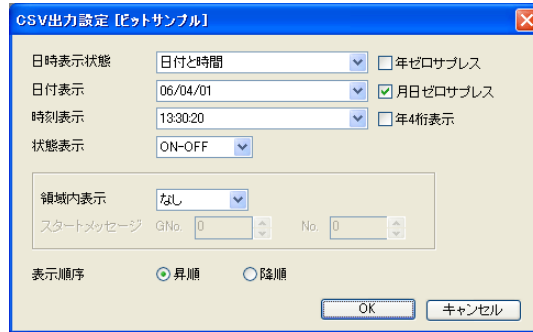 CSV出力設定 [ビットサンプル]
日時表示状態 日付と時間 年ゼロサプレス
日付表示 06/04/01 月日ゼロサプレス
時刻表示 13:30:20 年4桁表示
状態表示 ON-OFF
領域内表示 なし
スタートメッセージ GNo. 0 No. 0
表示順序 昇順 降順
OK キャンセル